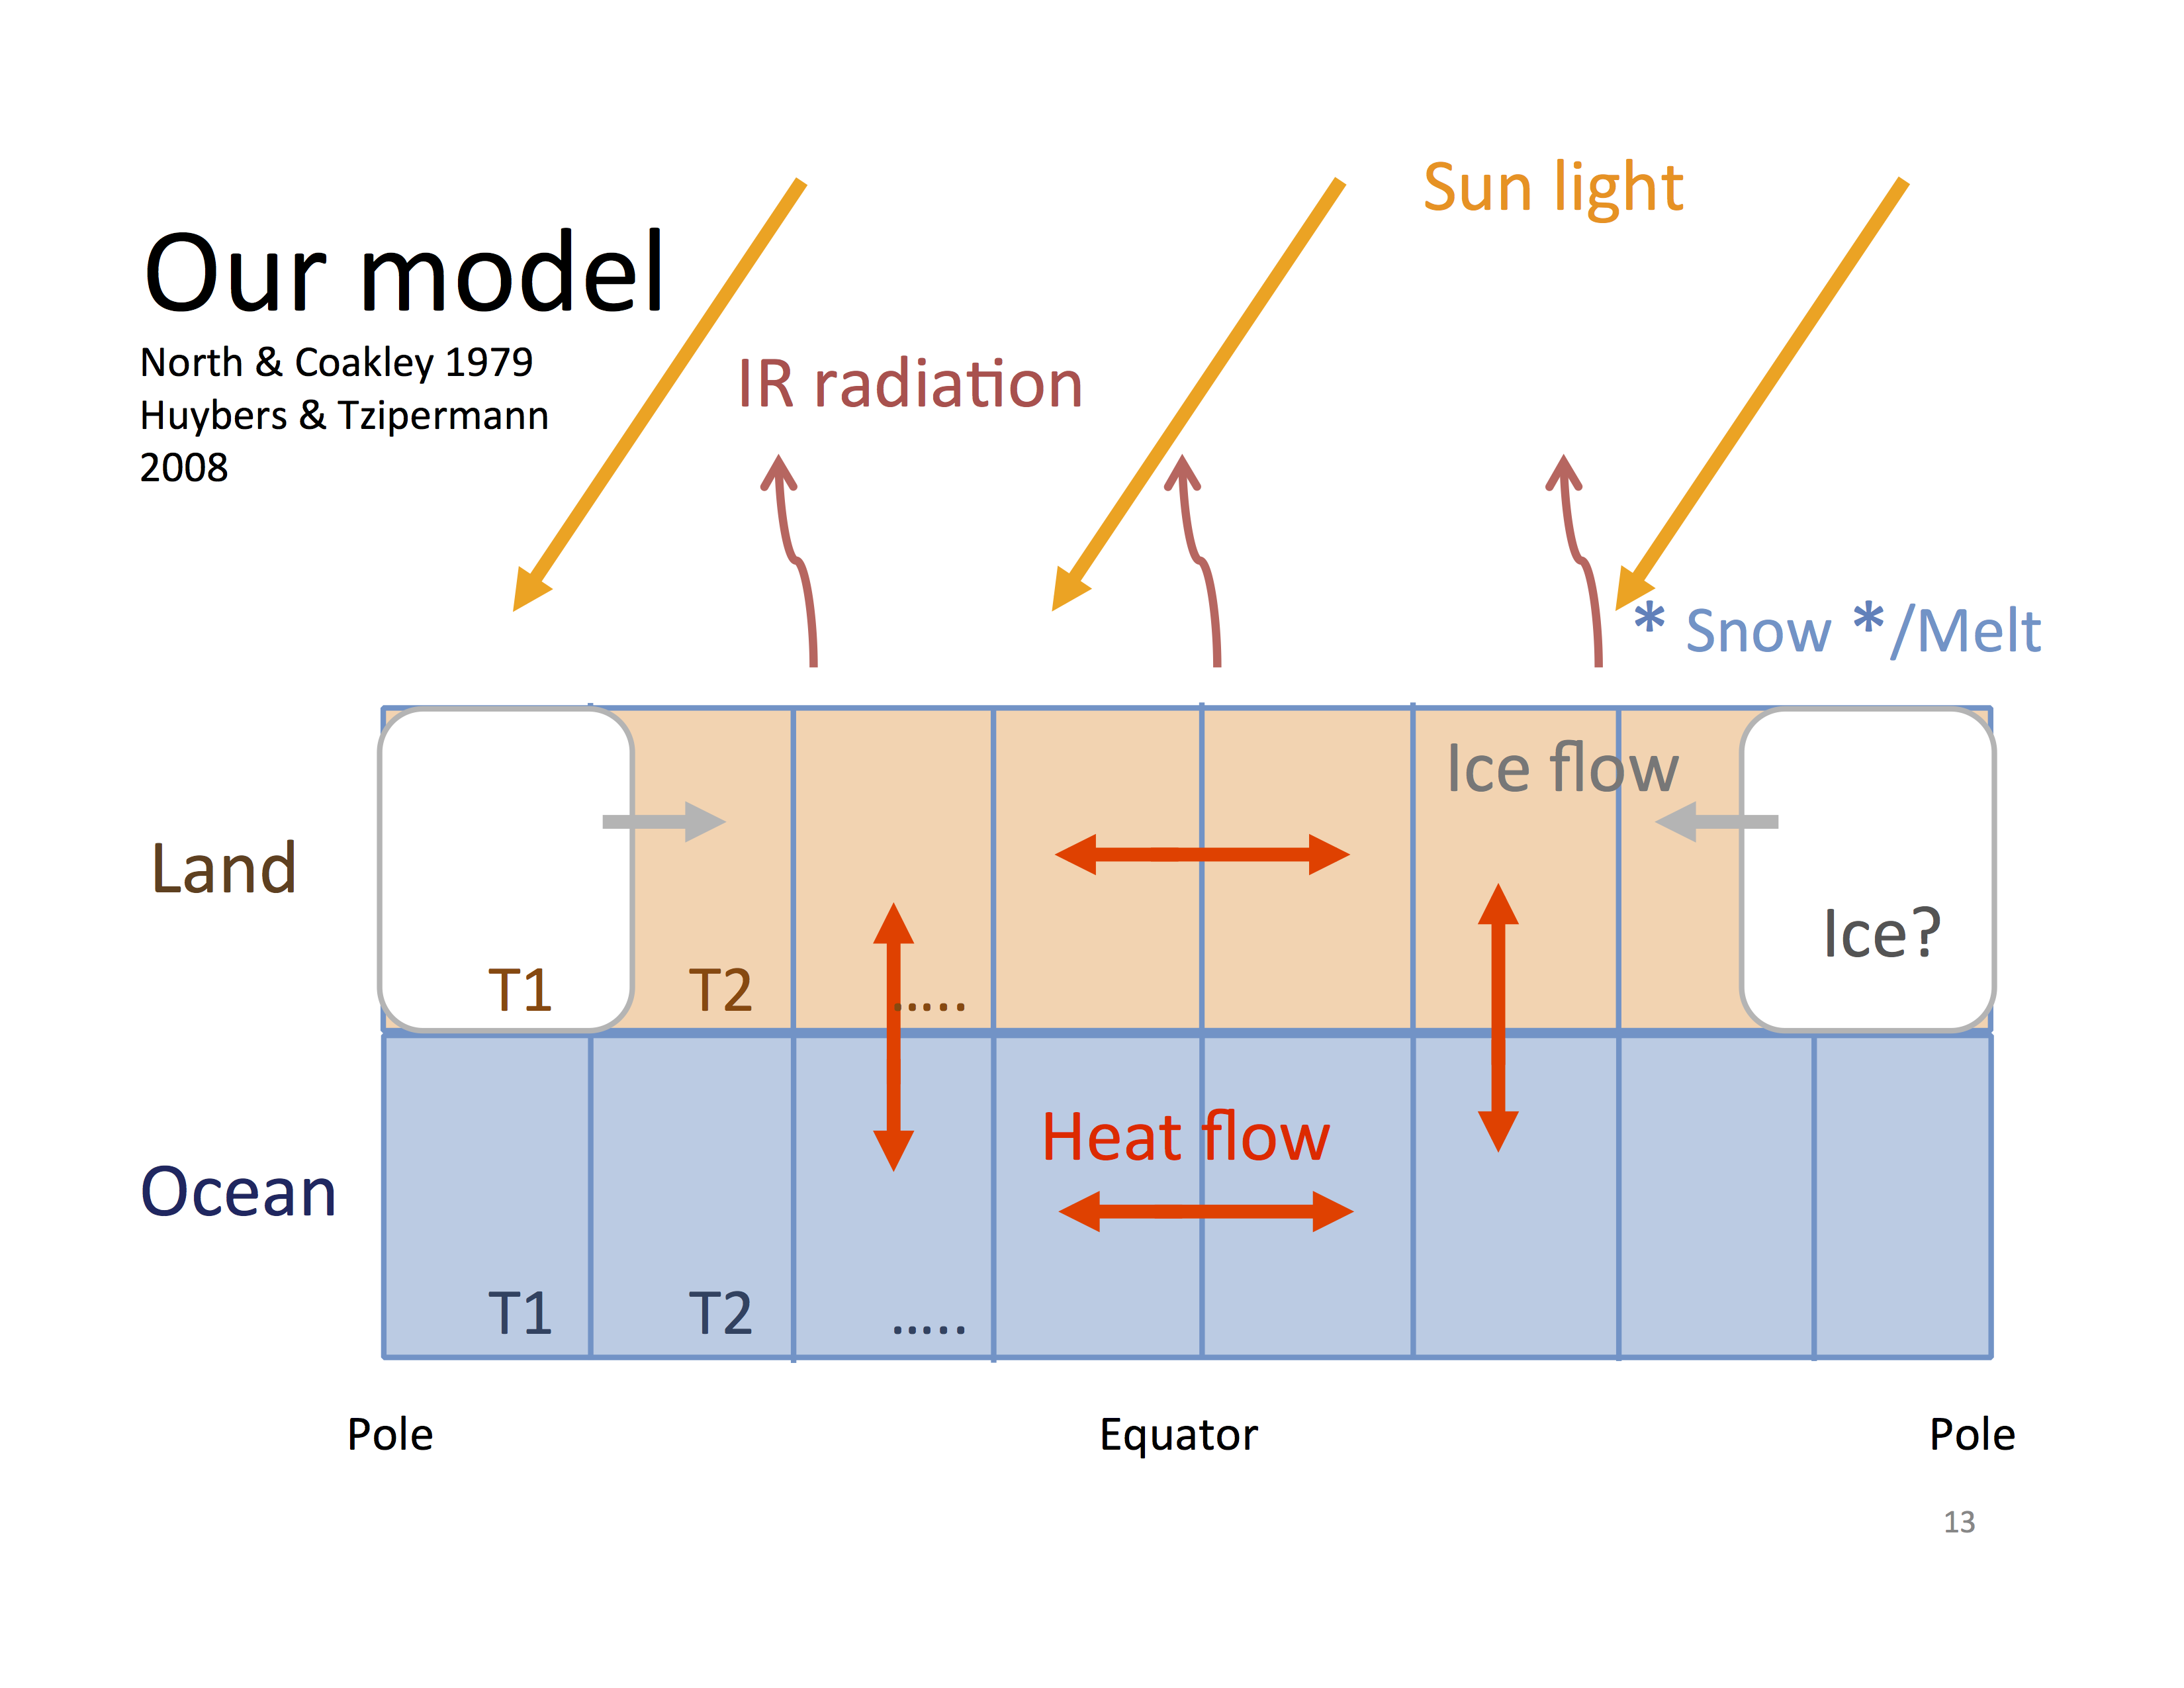 Sun light
Our model
North & Coakley 1979
Huybers & Tzipermann
2008
IR radiation
* Snow */Melt
Ice flow
Land
Ice?
T1 T2 .....
Heat flow
Ocean
T1 T2 .....
Pole Equator Pole
13